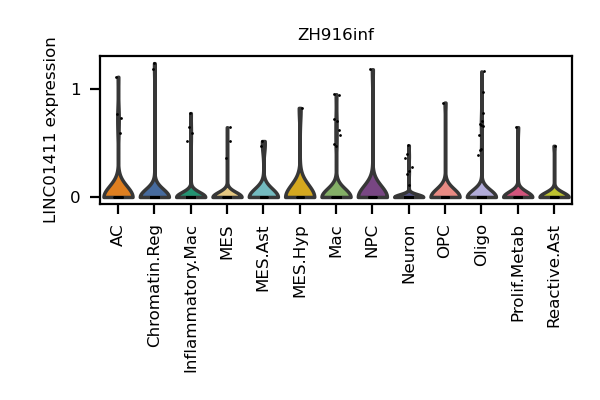 ZH916inf
LINC01411 expression
1
0
AC
Chromatin.Reg
Inflammatory.Mac
MES
MES.Ast
MES.Hyp
Mac
NPC
Neuron
OPC
Oligo
Prolif.Metab
Reactive.Ast